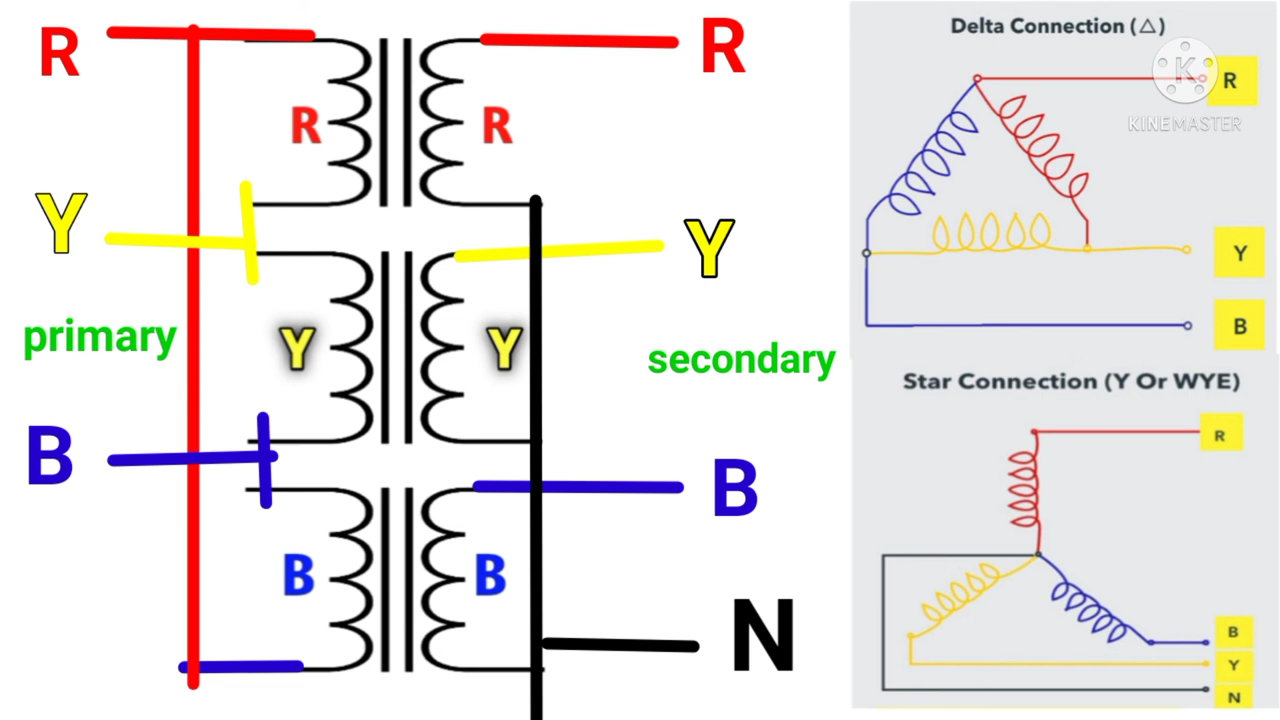 R
R
R
R
Y
Y
primary
Y
Y
secondary
B
B
B
B
N
Delta Connection (△)
K
R
KINEMASTER
Y
B
Star Connection (Y Or WYE)
R
B
Y
N